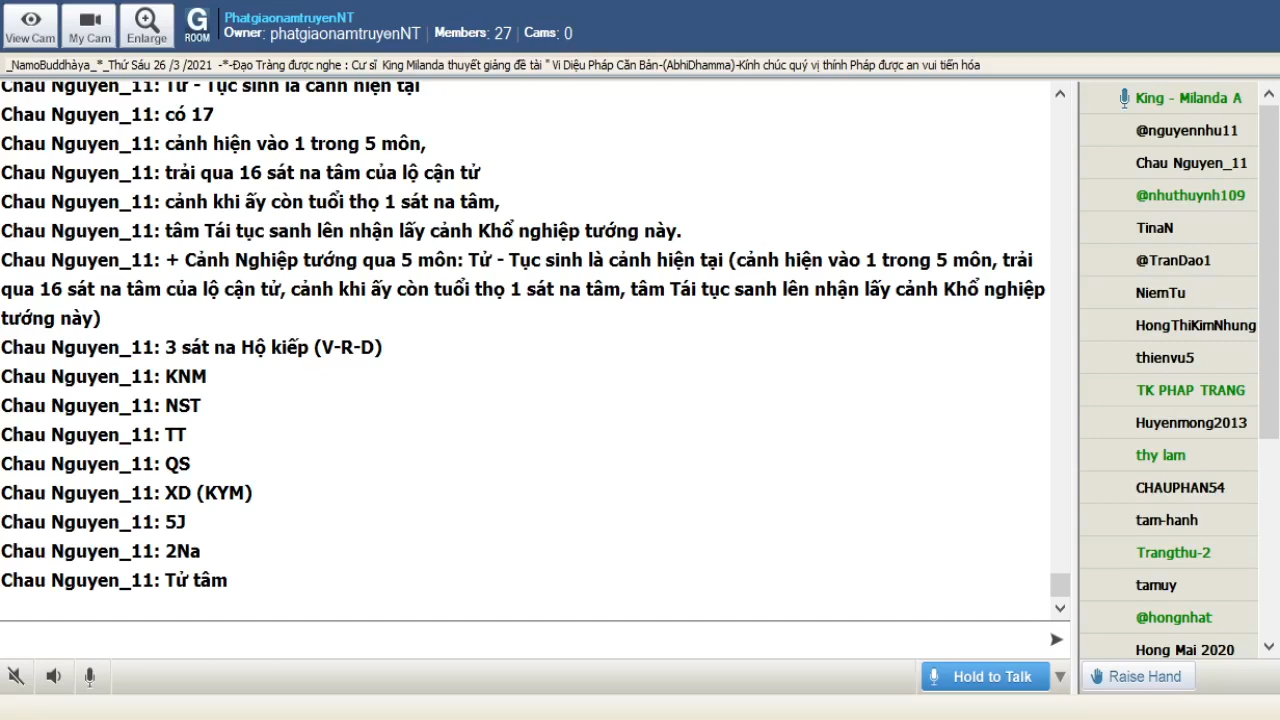 View Cam
My Cam
Enlarge
G
ROOM
PhatgiaonamtruyenNT
Owner: phatgiaonamtruyenNT | Members: 27 | Cams: 0
_NamoBuddhàya_*_Thứ Sáu 26 /3 /2021 -*-Đạo Tràng được nghe : Cư sĩ King Milanda thuyết giảng đề tài " Vi Diệu Pháp Căn Bản-(AbhiDhamma)-Kính chúc quý vị thính Pháp được an vui tiến hóa
Chau Nguyen_11: Tử - Tục sinh là cảnh hiện tại
Chau Nguyen_11: có 17
Chau Nguyen_11: cảnh hiện vào 1 trong 5 môn,
Chau Nguyen_11: trải qua 16 sát na tâm của lộ cận tử
Chau Nguyen_11: cảnh khi ấy còn tuổi thọ 1 sát na tâm,
Chau Nguyen_11: tâm Tái tục sanh lên nhận lấy cảnh Khổ nghiệp tướng này.
Chau Nguyen_11: + Cảnh Nghiệp tướng qua 5 môn: Tử - Tục sinh là cảnh hiện tại (cảnh hiện vào 1 trong 5 môn, trải
qua 16 sát na tâm của lộ cận tử, cảnh khi ấy còn tuổi thọ 1 sát na tâm, tâm Tái tục sanh lên nhận lấy cảnh Khổ nghiệp
tướng này)
Chau Nguyen_11: 3 sát na Hộ kiếp (V-R-D)
Chau Nguyen_11: KNM
Chau Nguyen_11: NST
Chau Nguyen_11: TT
Chau Nguyen_11: QS
Chau Nguyen_11: XD (KYM)
Chau Nguyen_11: 5J
Chau Nguyen_11: 2Na
Chau Nguyen_11: Tử tâm
King - Milanda A
@nguyennhu11
Chau Nguyen_11
@nhuthuynh109
TinaN
@TranDao1
NiemTu
HongThiKimNhung
thienvu5
TK PHAP TRANG
Huyenmong2013
thy lam
CHAUPHAN54
tam-hanh
Trangthu-2
tamuy
@hongnhat
Hong Mai 2020
Hold to Talk
Raise Hand